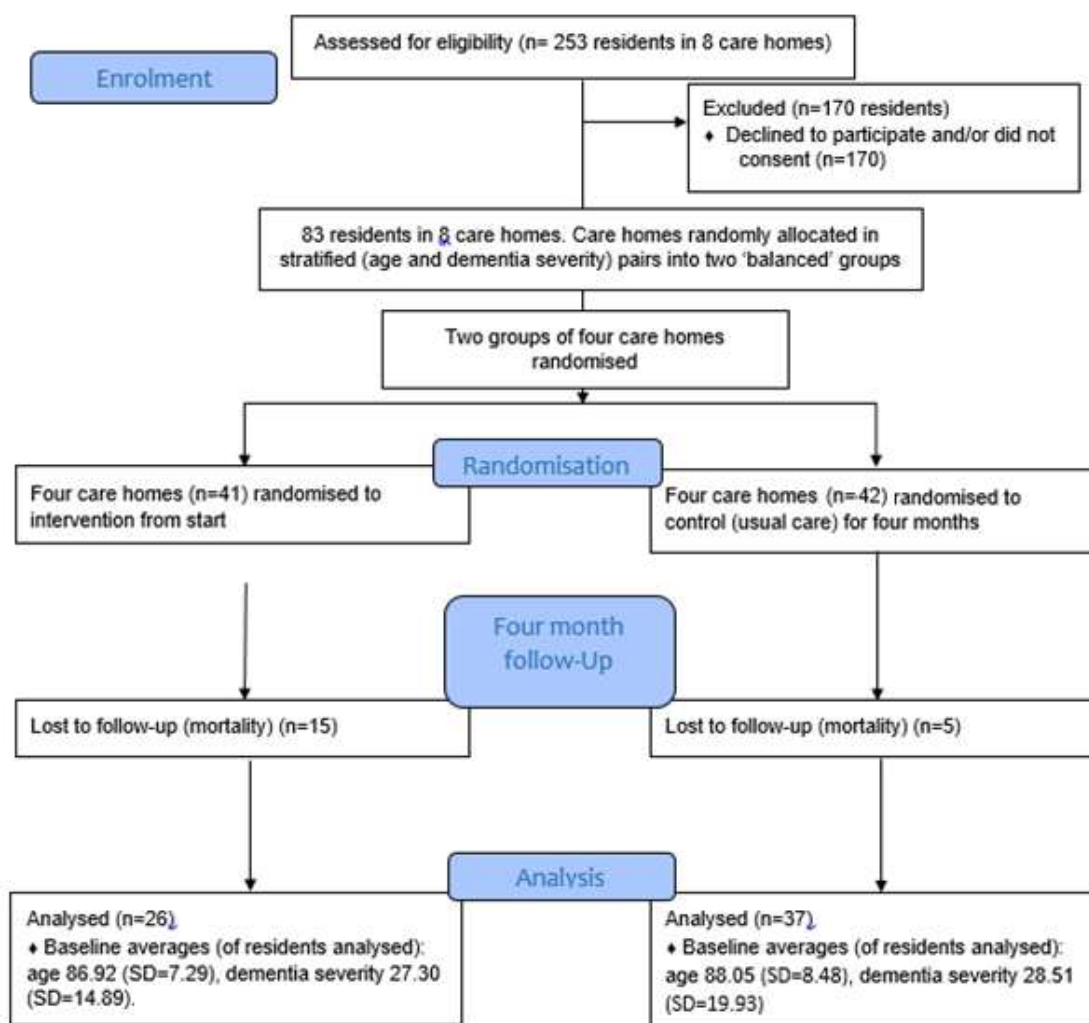 Assessed for eligibility (n= 253 residents in 8 care homes)
Enrolment
Excluded (n=170 residents)
♦ Declined to participate and/or did not
consent (n=170)
83 residents in 8 care homes. Care homes randomly allocated in
stratified (age and dementia severity) pairs into two ‘balanced’ groups
Two groups of four care homes
randomised
Randomisation
Four care homes (n=41) randomised to
intervention from start
Four care homes (n=42) randomised to
control (usual care) for four months
Four month
follow-Up
Lost to follow-up (mortality) (n=15)
Lost to follow-up (mortality) (n=5)
Analysis
Analysed (n=26)
♦ Baseline averages (of residents analysed):
age 86.92 (SD=7.29), dementia severity 27.30
(SD=14.89).
Analysed (n=37)
♦ Baseline averages (of residents analysed):
age 88.05 (SD=8.48), dementia severity 28.51
(SD=19.93)